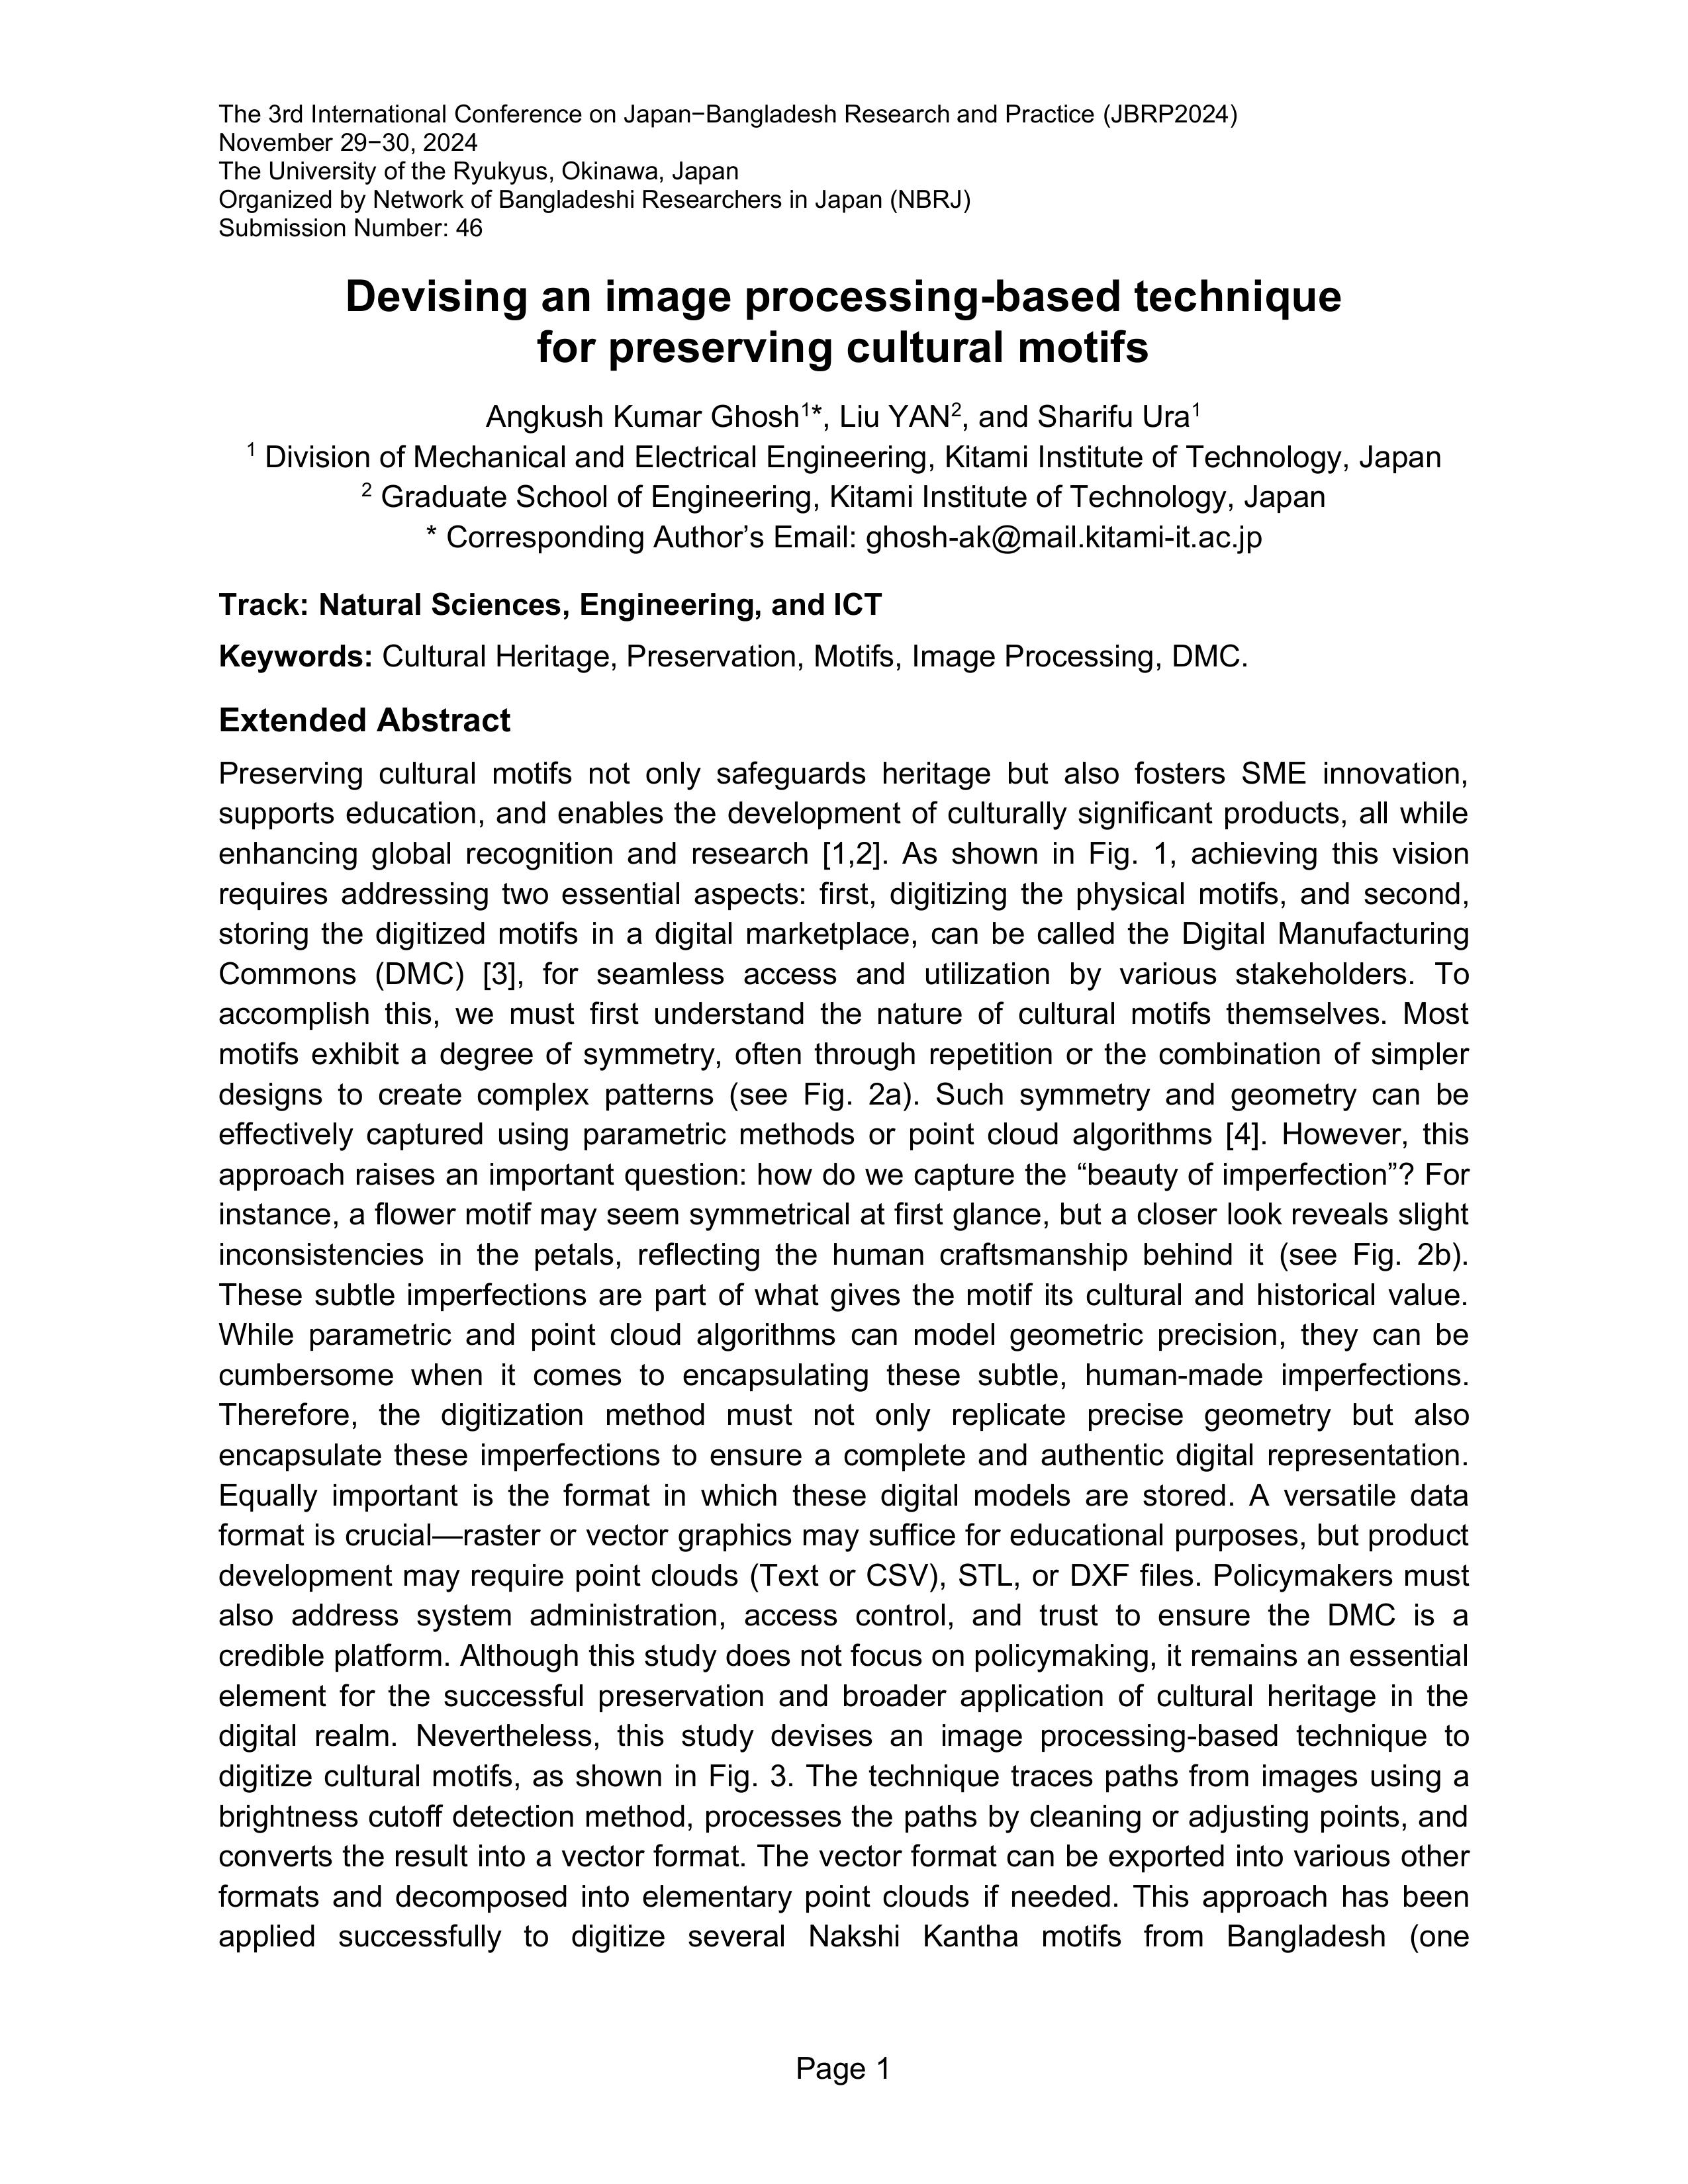 The 3rd International Conference on Japan−Bangladesh Research and Practice (JBRP2024)
November 29−30, 2024
The University of the Ryukyus, Okinawa, Japan
Organized by Network of Bangladeshi Researchers in Japan (NBRJ)
Submission Number: 46
Devising an image processing-based technique
for preserving cultural motifs
Angkush Kumar Ghosh1*, Liu YAN2, and Sharifu Ura1
1 Division of Mechanical and Electrical Engineering, Kitami Institute of Technology, Japan
2 Graduate School of Engineering, Kitami Institute of Technology, Japan
* Corresponding Author’s Email: ghosh-ak@mail.kitami-it.ac.jp
Track: Natural Sciences, Engineering, and ICT
Keywords: Cultural Heritage, Preservation, Motifs, Image Processing, DMC.
Extended Abstract
Preserving cultural motifs not only safeguards heritage but also fosters SME innovation,
supports education, and enables the development of culturally significant products, all while
enhancing global recognition and research [1,2]. As shown in Fig. 1, achieving this vision
requires addressing two essential aspects: first, digitizing the physical motifs, and second,
storing the digitized motifs in a digital marketplace, can be called the Digital Manufacturing
Commons (DMC) [3], for seamless access and utilization by various stakeholders. To
accomplish this, we must first understand the nature of cultural motifs themselves. Most
motifs exhibit a degree of symmetry, often through repetition or the combination of simpler
designs to create complex patterns (see Fig. 2a). Such symmetry and geometry can be
effectively captured using parametric methods or point cloud algorithms [4]. However, this
approach raises an important question: how do we capture the “beauty of imperfection”? For
instance, a flower motif may seem symmetrical at first glance, but a closer look reveals slight
inconsistencies in the petals, reflecting the human craftsmanship behind it (see Fig. 2b).
These subtle imperfections are part of what gives the motif its cultural and historical value.
While parametric and point cloud algorithms can model geometric precision, they can be
cumbersome when it comes to encapsulating these subtle, human-made imperfections.
Therefore, the digitization method must not only replicate precise geometry but also
encapsulate these imperfections to ensure a complete and authentic digital representation.
Equally important is the format in which these digital models are stored. A versatile data
format is crucial—raster or vector graphics may suffice for educational purposes, but product
development may require point clouds (Text or CSV), STL, or DXF files. Policymakers must
also address system administration, access control, and trust to ensure the DMC is a
credible platform. Although this study does not focus on policymaking, it remains an essential
element for the successful preservation and broader application of cultural heritage in the
digital realm. Nevertheless, this study devises an image processing-based technique to
digitize cultural motifs, as shown in Fig. 3. The technique traces paths from images using a
brightness cutoff detection method, processes the paths by cleaning or adjusting points, and
converts the result into a vector format. The vector format can be exported into various other
formats and decomposed into elementary point clouds if needed. This approach has been
applied successfully to digitize several Nakshi Kantha motifs from Bangladesh (one
Page 1